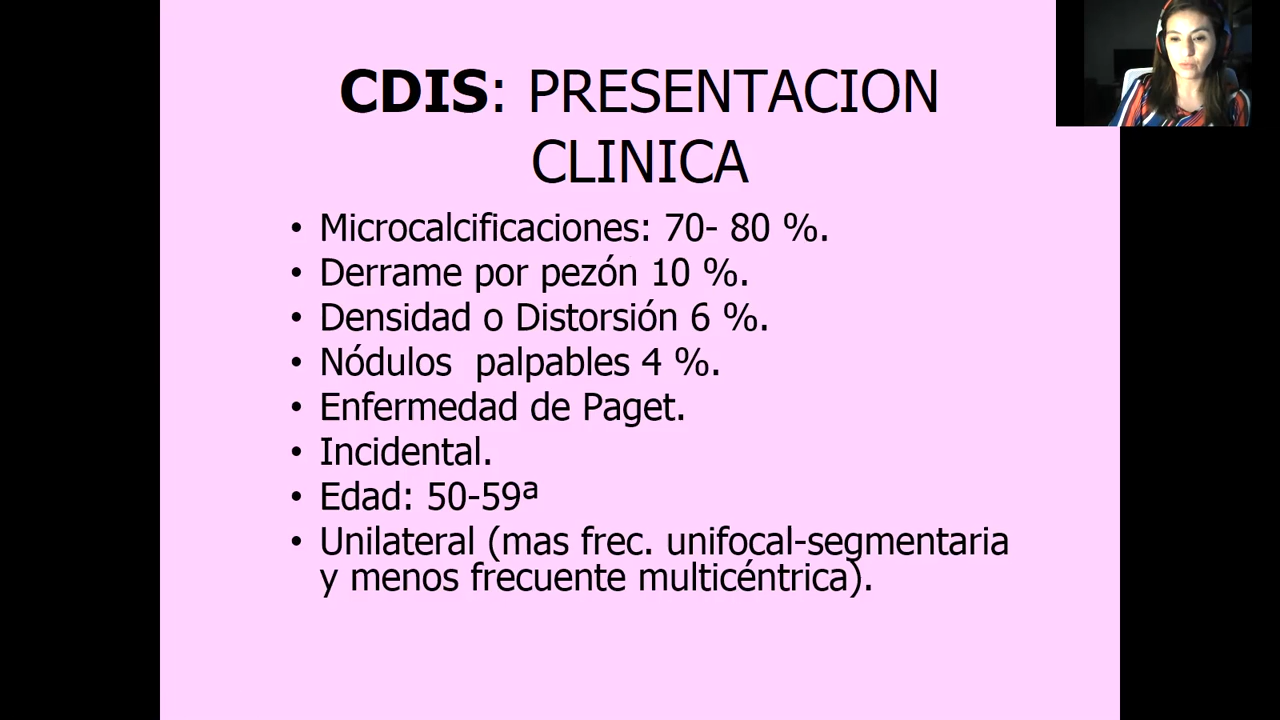 CDIS: PRESENTACION
CLINICA
• Microcalcificaciones: 70- 80 %.
• Derrame por pezón 10 %.
• Densidad o Distorsión 6 %.
• Nódulos  palpables 4 %.
• Enfermedad de Paget.
• Incidental.
• Edad: 50-59ª
• Unilateral (mas frec. unifocal-segmentaria
y menos frecuente multicéntrica).